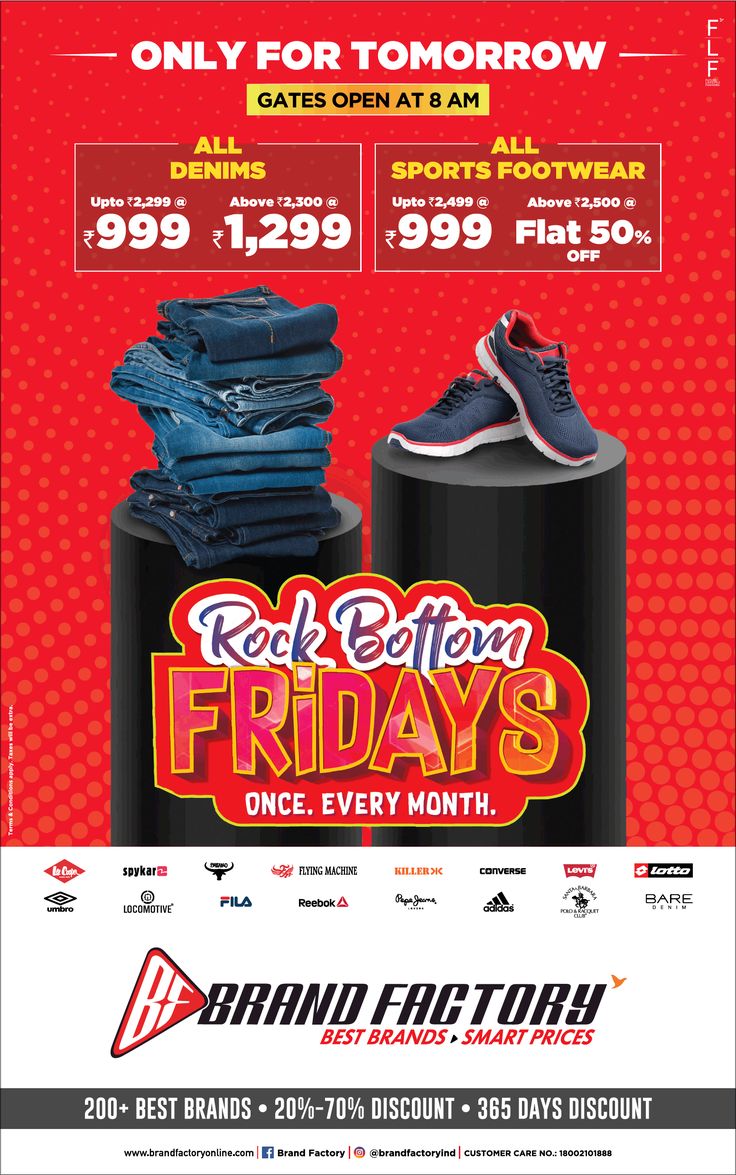 F
L
F
ONLY FOR TOMORROW
GATES OPEN AT 8 AM
ALL
DENIMS
Upto ₹2,299 @
₹999
Above ₹2,300 @
₹1,299
ALL
SPORTS FOOTWEAR
Upto ₹2,499 @
₹999
Above ₹2,500 @
Flat 50%
OFF
Rock Bottom
FRiDAYS
ONCE. EVERY MONTH.
Terms & Conditions apply. Taxes will be extra.
Lee Cooper
spykar
FLYING MACHINE
KILLER
CONVERSE
LEVI'S
lotto
umbro
LOCOMOTIVE
FILA
Reebok
Pepe Jeans
LONDON
adidas
SANTA BARBARA
POLO & RACQUET
CLUB
BARE
DENIM
BF BRAND FACTORY
BEST BRANDS SMART PRICES
200+ BEST BRANDS • 20%-70% DISCOUNT • 365 DAYS DISCOUNT
www.brandfactoryonline.com | f Brand Factory | @brandfactoryind | CUSTOMER CARE NO.: 18002101888